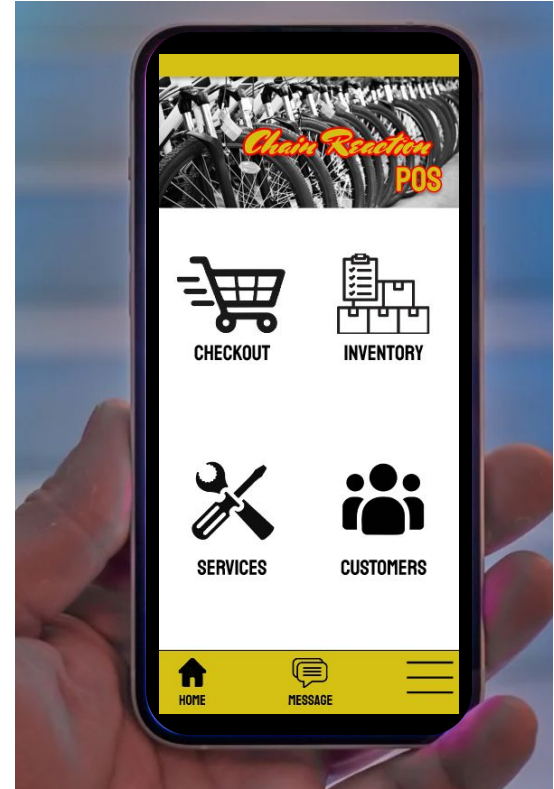 Chain Reaction
POS
CHECKOUT
INVENTORY
SERVICES
CUSTOMERS
HOME
MESSAGE